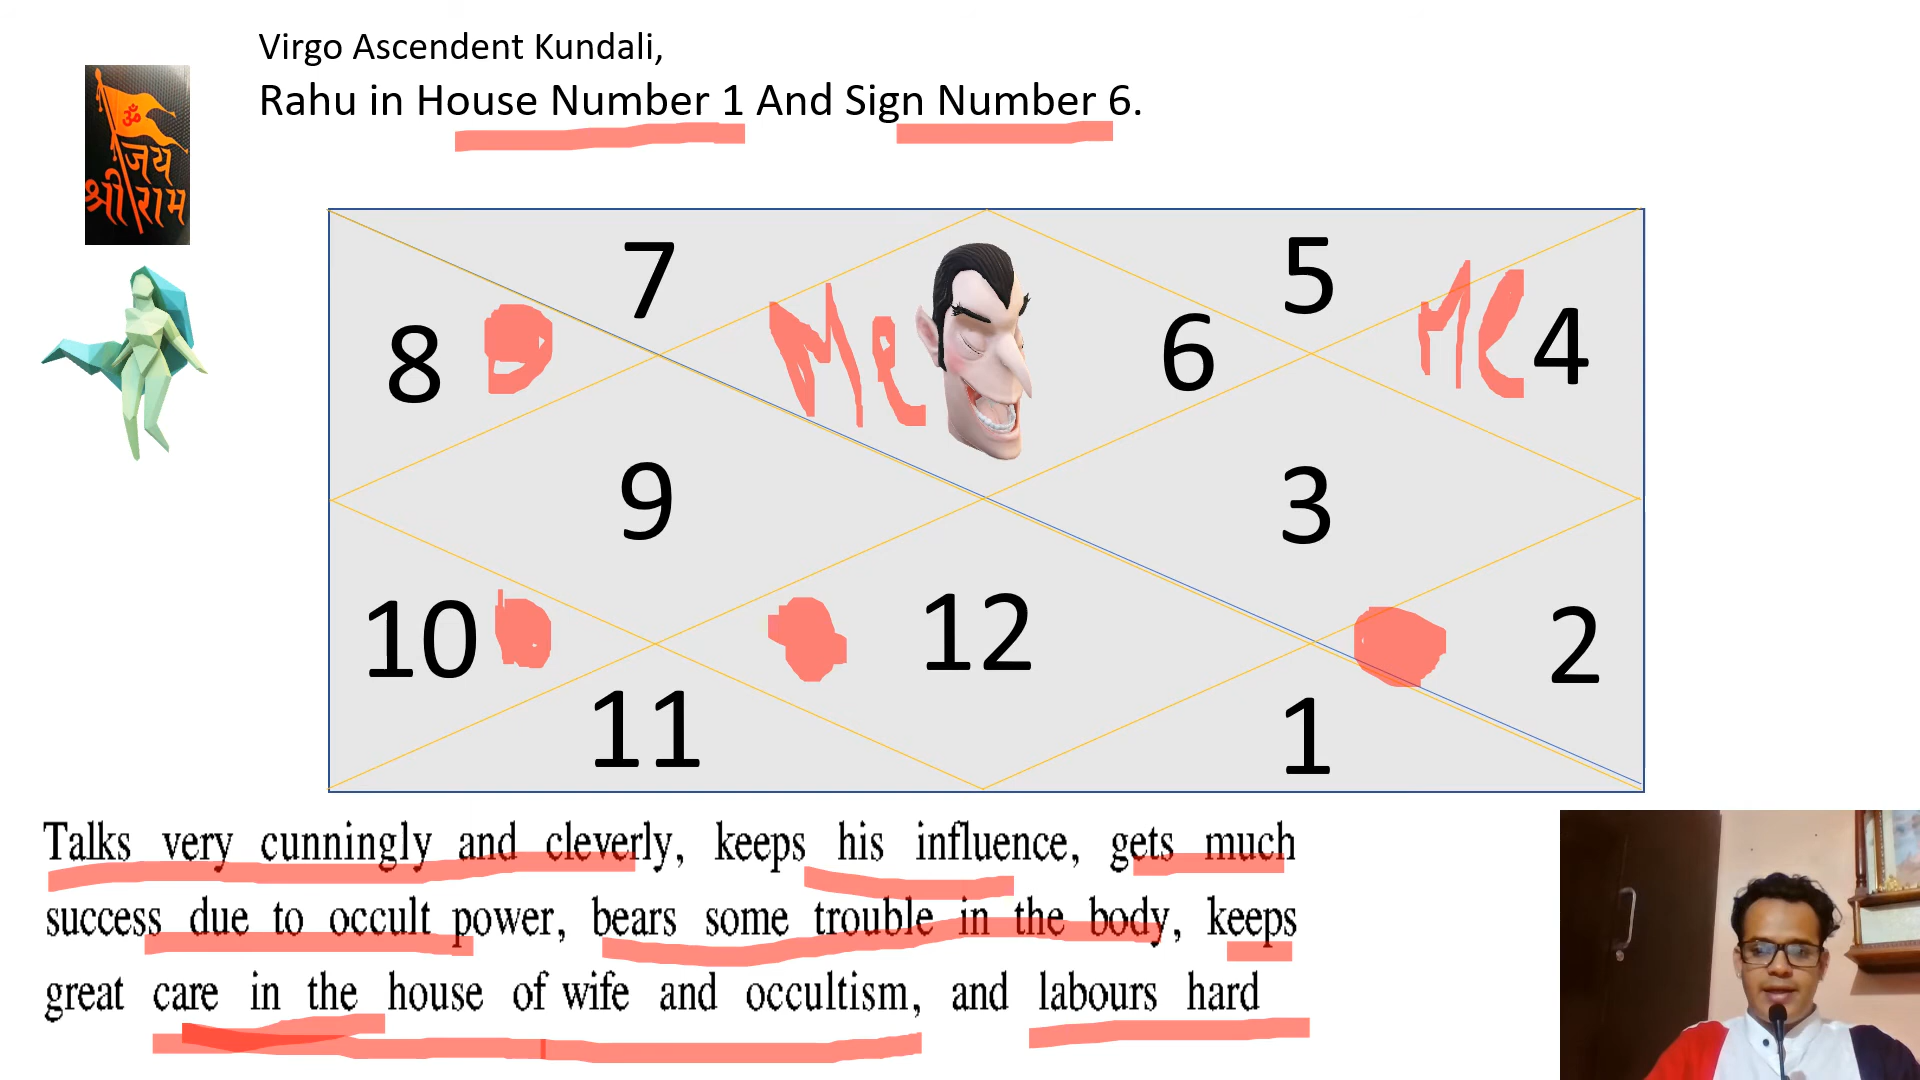 Virgo Ascendent Kundali,
Rahu in House Number 1 And Sign Number 6.
ॐ
जय
श्री राम
7
5
8
Me
6
Me
4
9
3
10
12
2
11
1
Talks very cunningly and cleverly, keeps his influence, gets much
success due to occult power, bears some trouble in the body, keeps
great care in the house of wife and occultism, and labours hard